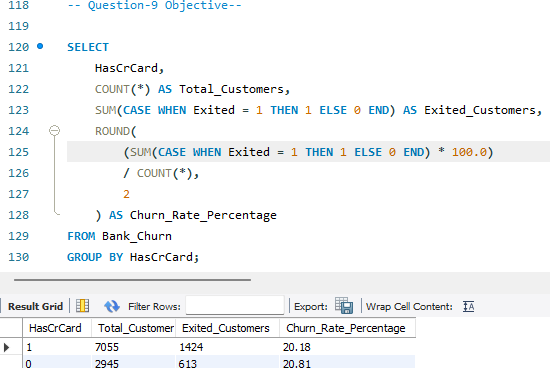 118 -- Question-9 Objective--
119
120 SELECT
121 HasCrCard,
122 COUNT(*) AS Total_Customers,
123 SUM(CASE WHEN Exited = 1 THEN 1 ELSE 0 END) AS Exited_Customers,
124 ROUND(
125 (SUM(CASE WHEN Exited = 1 THEN 1 ELSE 0 END) * 100.0)
126 / COUNT(*),
127 2
128 ) AS Churn_Rate_Percentage
129 FROM Bank_Churn
130 GROUP BY HasCrCard;
Result Grid Filter Rows: Export: Wrap Cell Content: IA
HasCrCard Total_Customer Exited_Customers Churn_Rate_Percentage
1 7055 1424 20.18
0 2945 613 20.81